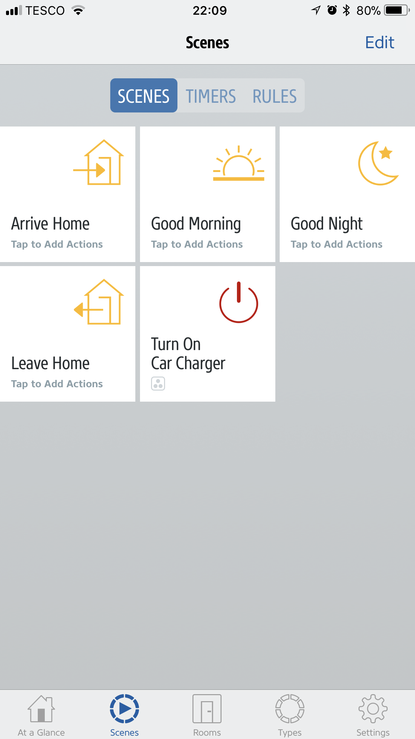 TESCO 22:09 80%
Scenes Edit
SCENES TIMERS RULES
Arrive Home
Tap to Add Actions
Good Morning
Tap to Add Actions
Good Night
Tap to Add Actions
Leave Home
Tap to Add Actions
Turn On
Car Charger
At a Glance Scenes Rooms Types Settings